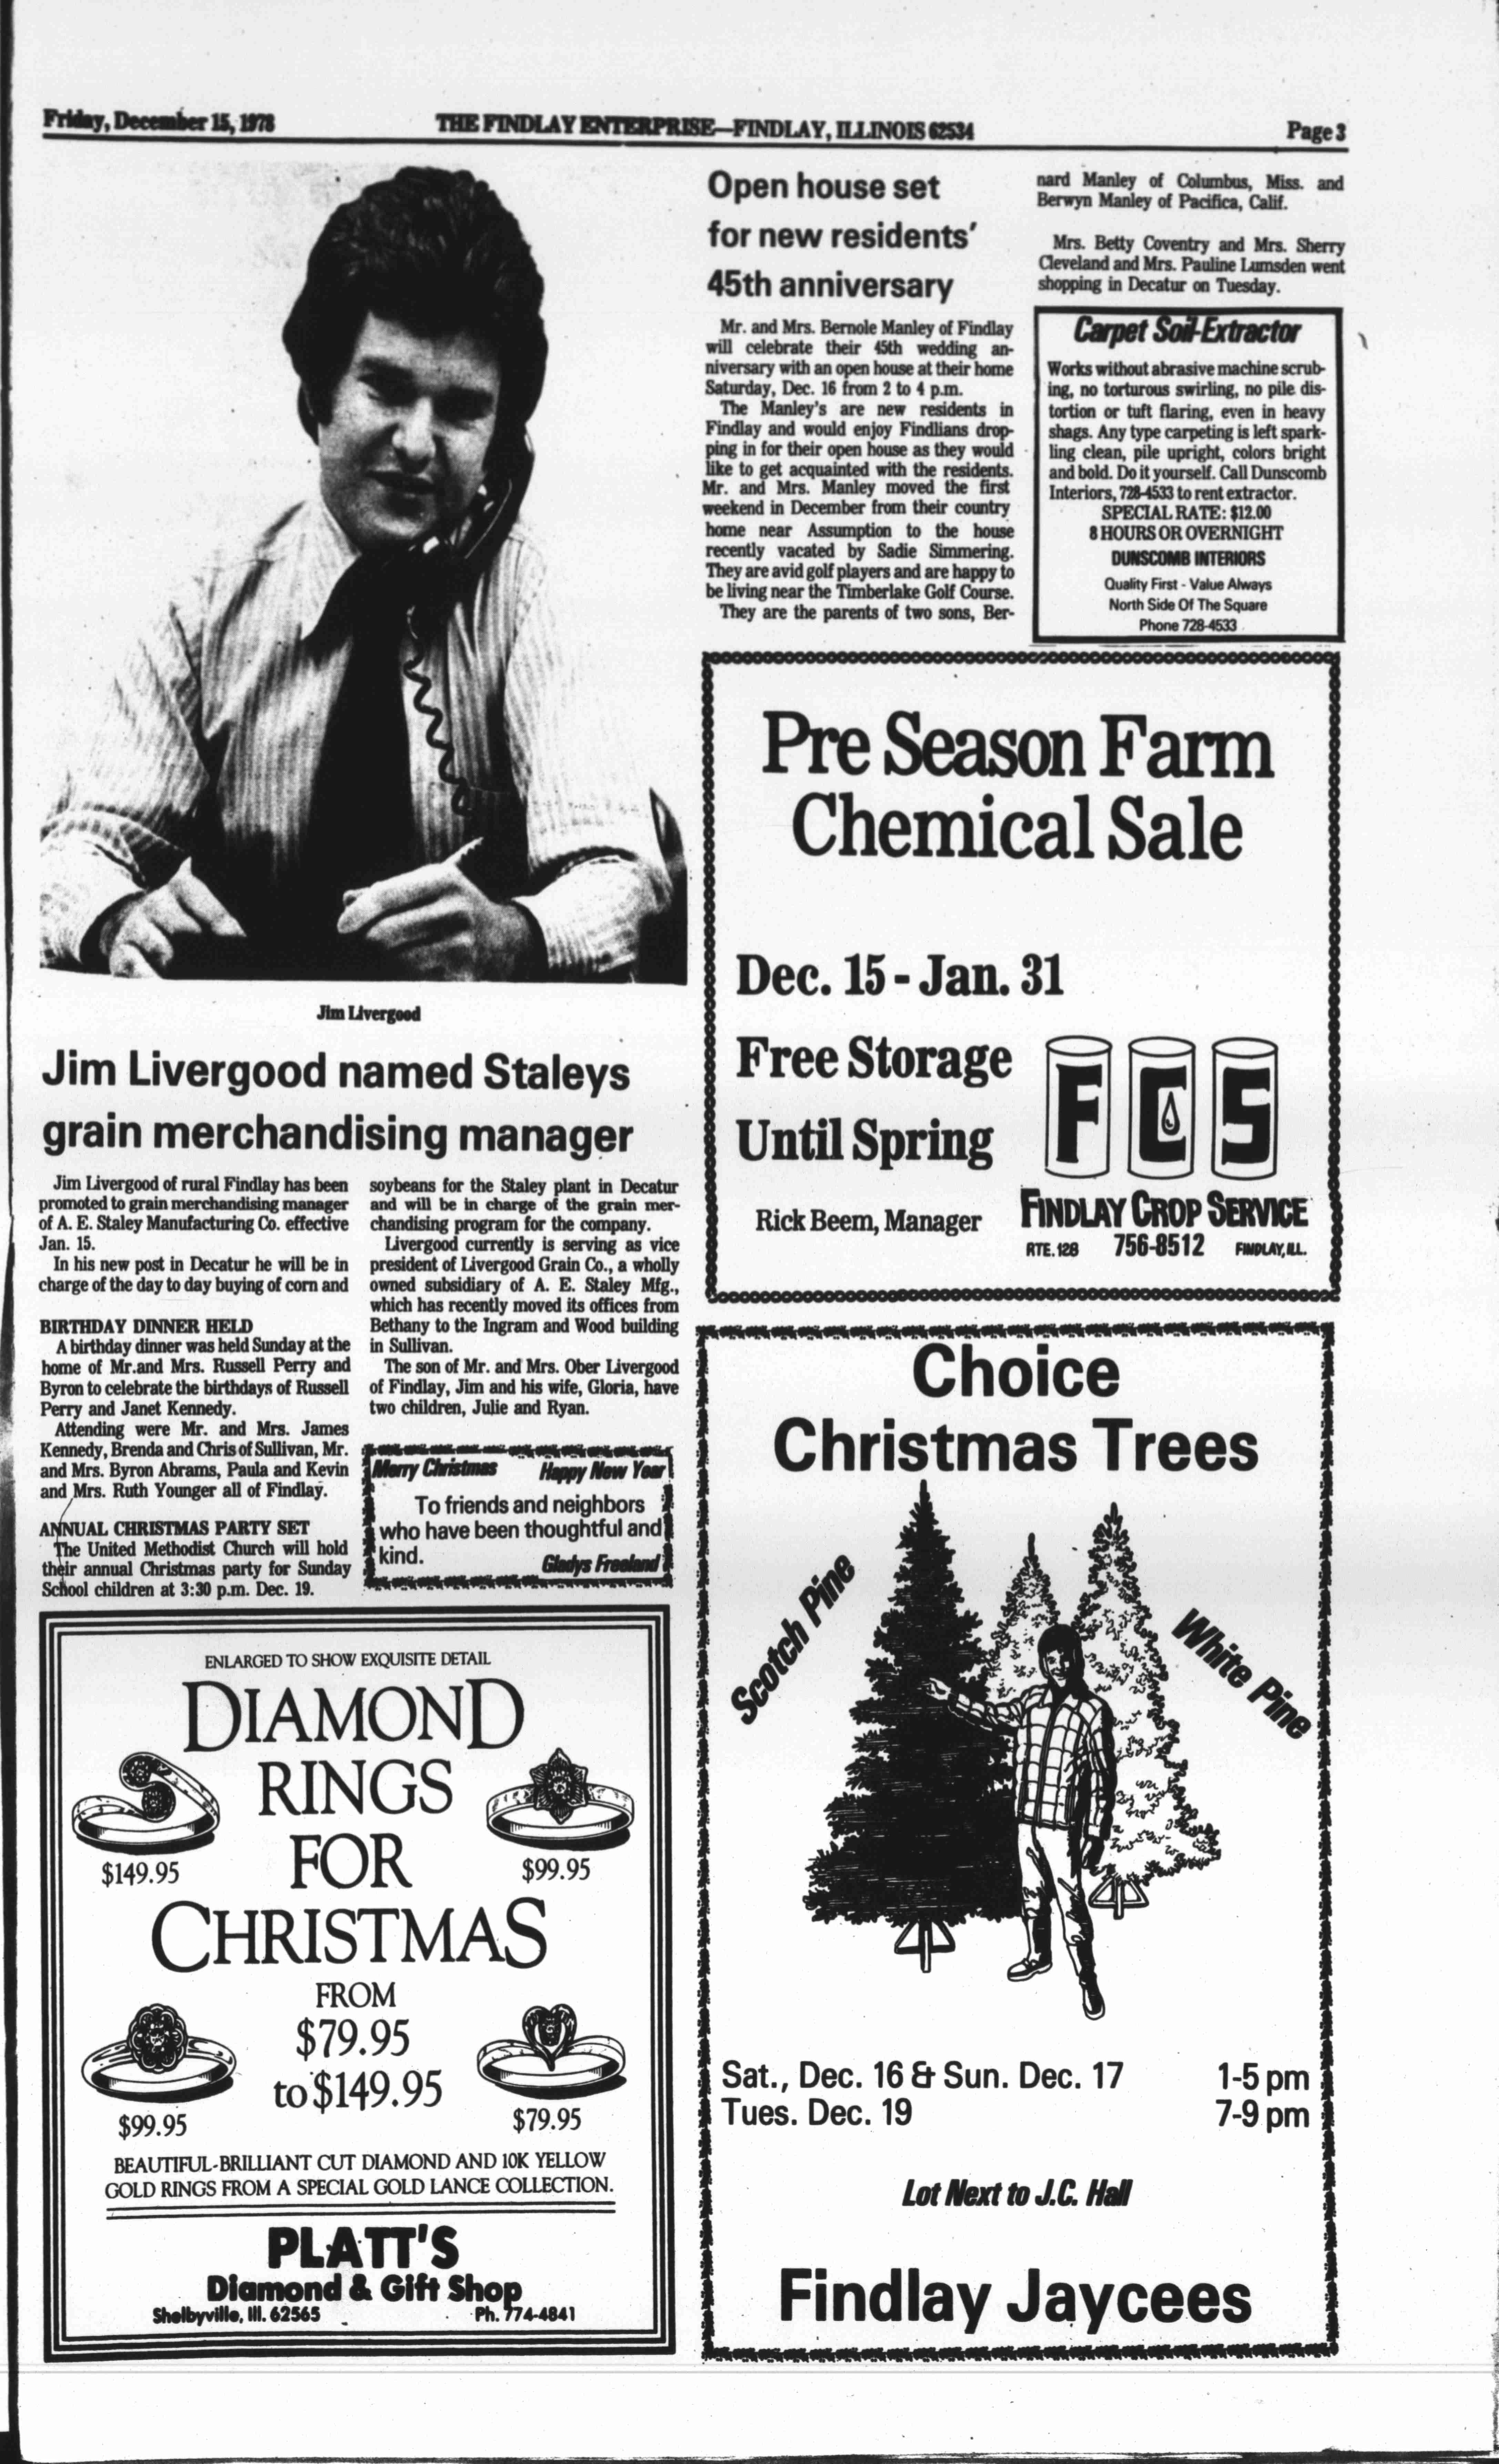 Friday, December 15, 1978
THE FINDLAY ENTERPRISE—FINDLAY, ILLINOIS 62534
Page 3
Jim Livergood
Jim Livergood named Staleys
grain merchandising manager
Jim Livergood of rural Findlay has been
promoted to grain merchandising manager
of A. E. Staley Manufacturing Co. effective
Jan. 15.
In his new post in Decatur he will be in
charge of the day to day buying of corn and
soybeans for the Staley plant in Decatur
and will be in charge of the grain mer-
chandising program for the company.
Livergood currently is serving as vice
president of Livergood Grain Co., a wholly
owned subsidiary of A. E. Staley Mfg.,
which has recently moved its offices from
Bethany to the Ingram and Wood building
in Sullivan.
The son of Mr. and Mrs. Ober Livergood
of Findlay, Jim and his wife, Gloria, have
two children, Julie and Ryan.
BIRTHDAY DINNER HELD
A birthday dinner was held Sunday at the
home of Mr.and Mrs. Russell Perry and
Byron to celebrate the birthdays of Russell
Perry and Janet Kennedy.
Attending were Mr. and Mrs. James
Kennedy, Brenda and Chris of Sullivan, Mr.
and Mrs. Byron Abrams, Paula and Kevin
and Mrs. Ruth Younger all of Findlay.
ANNUAL CHRISTMAS PARTY SET
The United Methodist Church will hold
their annual Christmas party for Sunday
School children at 3:30 p.m. Dec. 19.
Merry Christmas Happy New Year
To friends and neighbors
who have been thoughtful and
kind.
Gladys Freeland
ENLARGED TO SHOW EXQUISITE DETAIL
DIAMOND
RINGS
FOR
CHRISTMAS
$149.95
$99.95
FROM
$79.95
to $149.95
$99.95
$79.95
BEAUTIFUL-BRILLIANT CUT DIAMOND AND 10K YELLOW
GOLD RINGS FROM A SPECIAL GOLD LANCE COLLECTION.
PLATT'S
Diamond & Gift Shop
Shelbyville, Ill. 62565
Ph. 774-4841
Open house set
for new residents'
45th anniversary
Mr. and Mrs. Bernole Manley of Findlay
will celebrate their 45th wedding an-
niversary with an open house at their home
Saturday, Dec. 16 from 2 to 4 p.m.
The Manley's are new residents in
Findlay and would enjoy Findlians drop-
ping in for their open house as they would
like to get acquainted with the residents.
Mr. and Mrs. Manley moved the first
weekend in December from their country
home near Assumption to the house
recently vacated by Sadie Simmering.
They are avid golf players and are happy to
be living near the Timberlake Golf Course.
They are the parents of two sons, Ber-
nard Manley of Columbus, Miss. and
Berwyn Manley of Pacifica, Calif.
Mrs. Betty Coventry and Mrs. Sherry
Cleveland and Mrs. Pauline Lumsden went
shopping in Decatur on Tuesday.
Carpet Soil-Extractor
Works without abrasive machine scrub-
ing, no torturous swirling, no pile dis-
tortion or tuft flaring, even in heavy
shags. Any type carpeting is left spark-
ling clean, pile upright, colors bright
and bold. Do it yourself. Call Dunscomb
Interiors, 728-4533 to rent extractor.
SPECIAL RATE: $12.00
8 HOURS OR OVERNIGHT
DUNSCOMB INTERIORS
Quality First - Value Always
North Side Of The Square
Phone 728-4533
Pre Season Farm
Chemical Sale
Dec. 15 - Jan. 31
Free Storage
Until Spring
Rick Beem, Manager
FCS
FINDLAY CROP SERVICE
RTE. 128 756-8512 FINDLAY, ILL.
Choice
Christmas Trees
Scotch Pine
White Pine
Sat., Dec. 16 & Sun. Dec. 17 1-5 pm
Tues. Dec. 19 7-9 pm
Lot Next to J.C. Hall
Findlay Jaycees